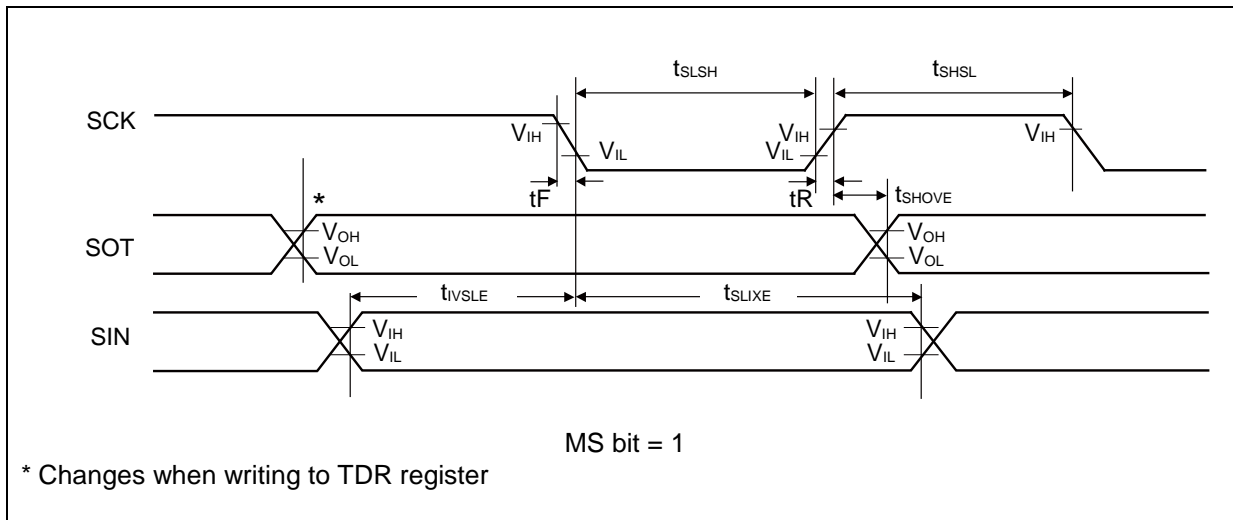 tSLSH tSHSL
SCK VIH VIL VIH VIL VIH
tF tR tSHOVE
*
SOT VOH VOL VOH VOL
tIVSLE tSLIXE
SIN VIH VIL VIH VIL
MS bit = 1
* Changes when writing to TDR register